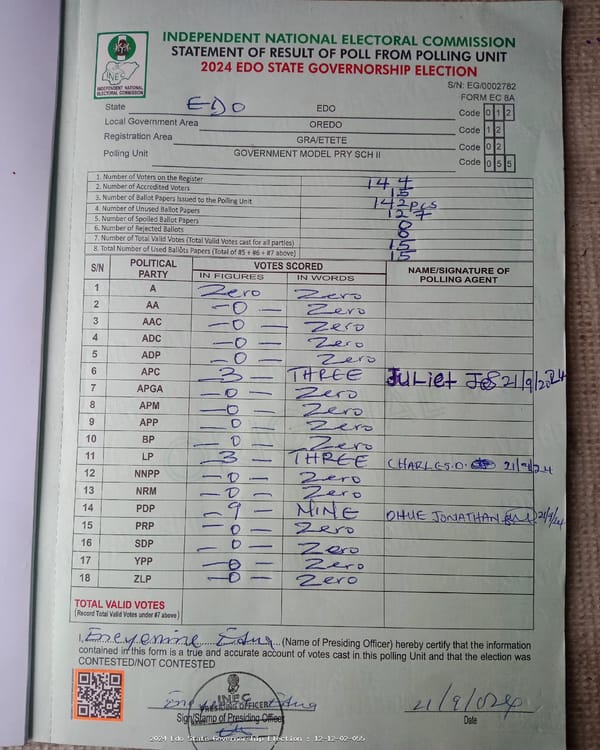 INDEPENDENT NATIONAL ELECTORAL COMMISSION
STATEMENT OF RESULT OF POLL FROM POLLING UNIT
2024 EDO STATE GOVERNORSHIP ELECTION
INEC
INDEPENDENT NATIONAL ELECTORAL COMMISSION
S/N: EG/0002782
FORM EC 8A
State EDO EDO Code 0 1 2
Local Government Area OREDO Code 1 2
Registration Area GRA/ETETE Code 0 2
Polling Unit GOVERNMENT MODEL PRY SCH II Code 0 5 5
1. Number of Voters on the Register 144
2. Number of Accredited Voters 15
3. Number of Ballot Papers Issued to the Polling Unit 142pcs
4. Number of Unused Ballot Papers 127
5. Number of Spoiled Ballot Papers 0
6. Number of Rejected Ballots 0
7. Number of Total Valid Votes (Total Valid Votes cast for all parties) 15
8. Total Number of Used Ballots Papers (Total of #5 + #6 + #7 above) 15
S/N POLITICAL PARTY VOTES SCORED NAME/SIGNATURE OF POLLING AGENT
IN FIGURES IN WORDS
1 A Zero Zero
2 AA -0- Zero
3 AAC -0- Zero
4 ADC -0- Zero
5 ADP -0- Zero
6 APC -3- THREE Juliet 21/9/2024
7 APGA -0- Zero
8 APM -0- Zero
9 APP -0- Zero
10 BP -0- Zero
11 LP -3- THREE CHARLES.O. 21/9/24
12 NNPP -0- Zero
13 NRM -0- Zero
14 PDP -9- NINE OHUE JONATHAN 21/9/24
15 PRP -0- Zero
16 SDP -0- Zero
17 YPP -0- Zero
18 ZLP -0- Zero
TOTAL VALID VOTES
(Record Total Valid Votes under #7 above)
I, Eneyenine Edug (Name of Presiding Officer) hereby certify that the information
contained in this form is a true and accurate account of votes cast in this polling Unit and that the election was
CONTESTED/NOT CONTESTED
INEC
PRESIDING OFFICER
Sign/Stamp of Presiding Officer
21/9/024
Date
2024 Edo State Governorship Election : 12-12-02-055